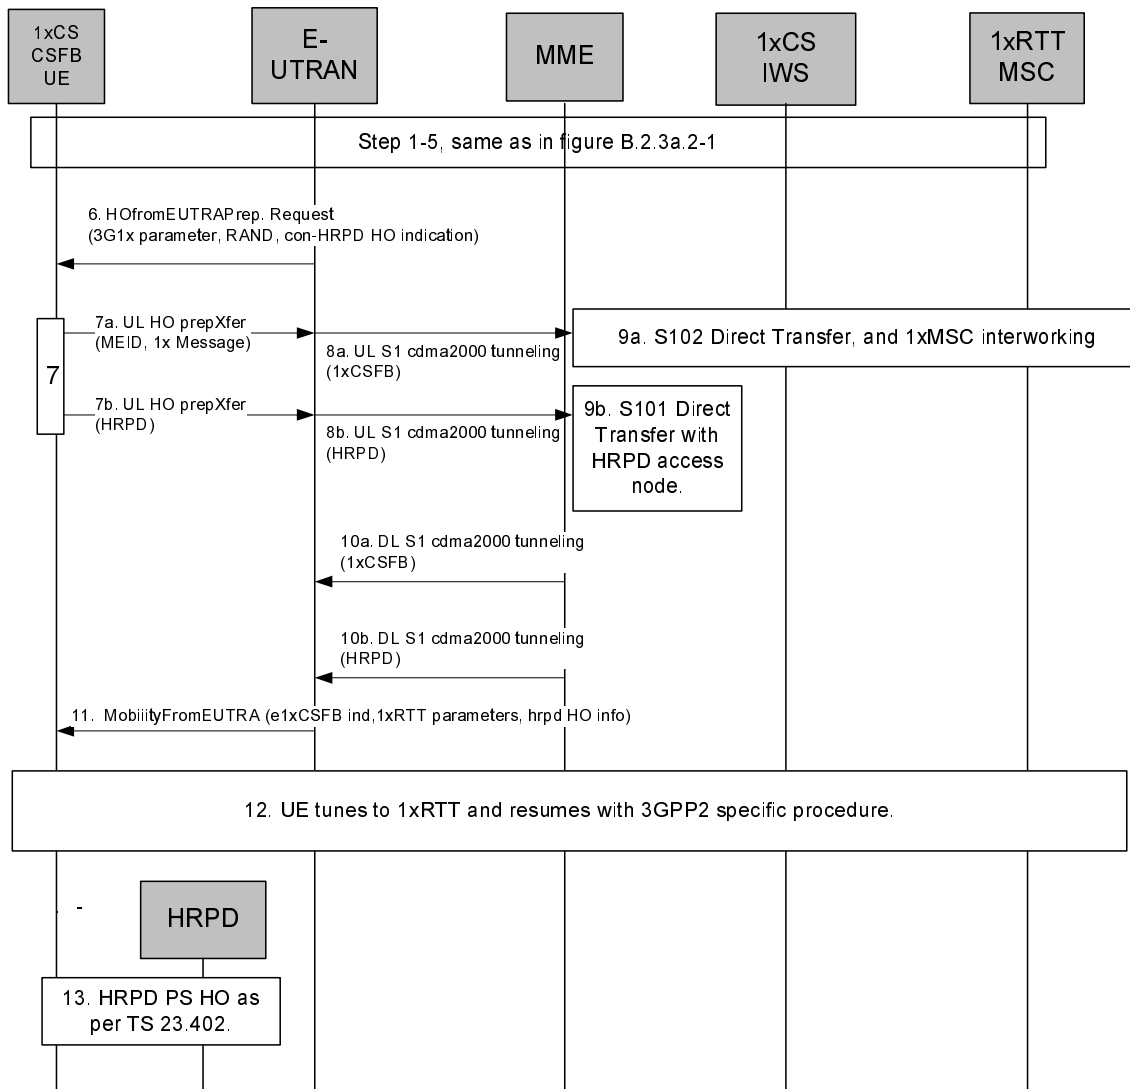 1xCS
CSFB
UE
E-
UTRAN
MME
1xCS
IWS
1xRTT
MSC
Step 1-5, same as in figure B.2.3a.2-1
6. HOfromEUTRAPrep. Request
(3G1x parameter, RAND, con-HRPD HO indication)
7
7a. UL HO prepXfer
(MEID, 1x Message)
8a. UL S1 cdma2000 tunneling
(1xCSFB)
9a. S102 Direct Transfer, and 1xMSC interworking
7b. UL HO prepXfer
(HRPD)
8b. UL S1 cdma2000 tunneling
(HRPD)
9b. S101 Direct
Transfer with
HRPD access
node.
10a. DL S1 cdma2000 tunneling
(1xCSFB)
10b. DL S1 cdma2000 tunneling
(HRPD)
11. MobiiityFromEUTRA (e1xCSFB ind,1xRTT parameters, hrpd HO info)
12. UE tunes to 1xRTT and resumes with 3GPP2 specific procedure.
HRPD
13. HRPD PS HO as
per TS 23.402.